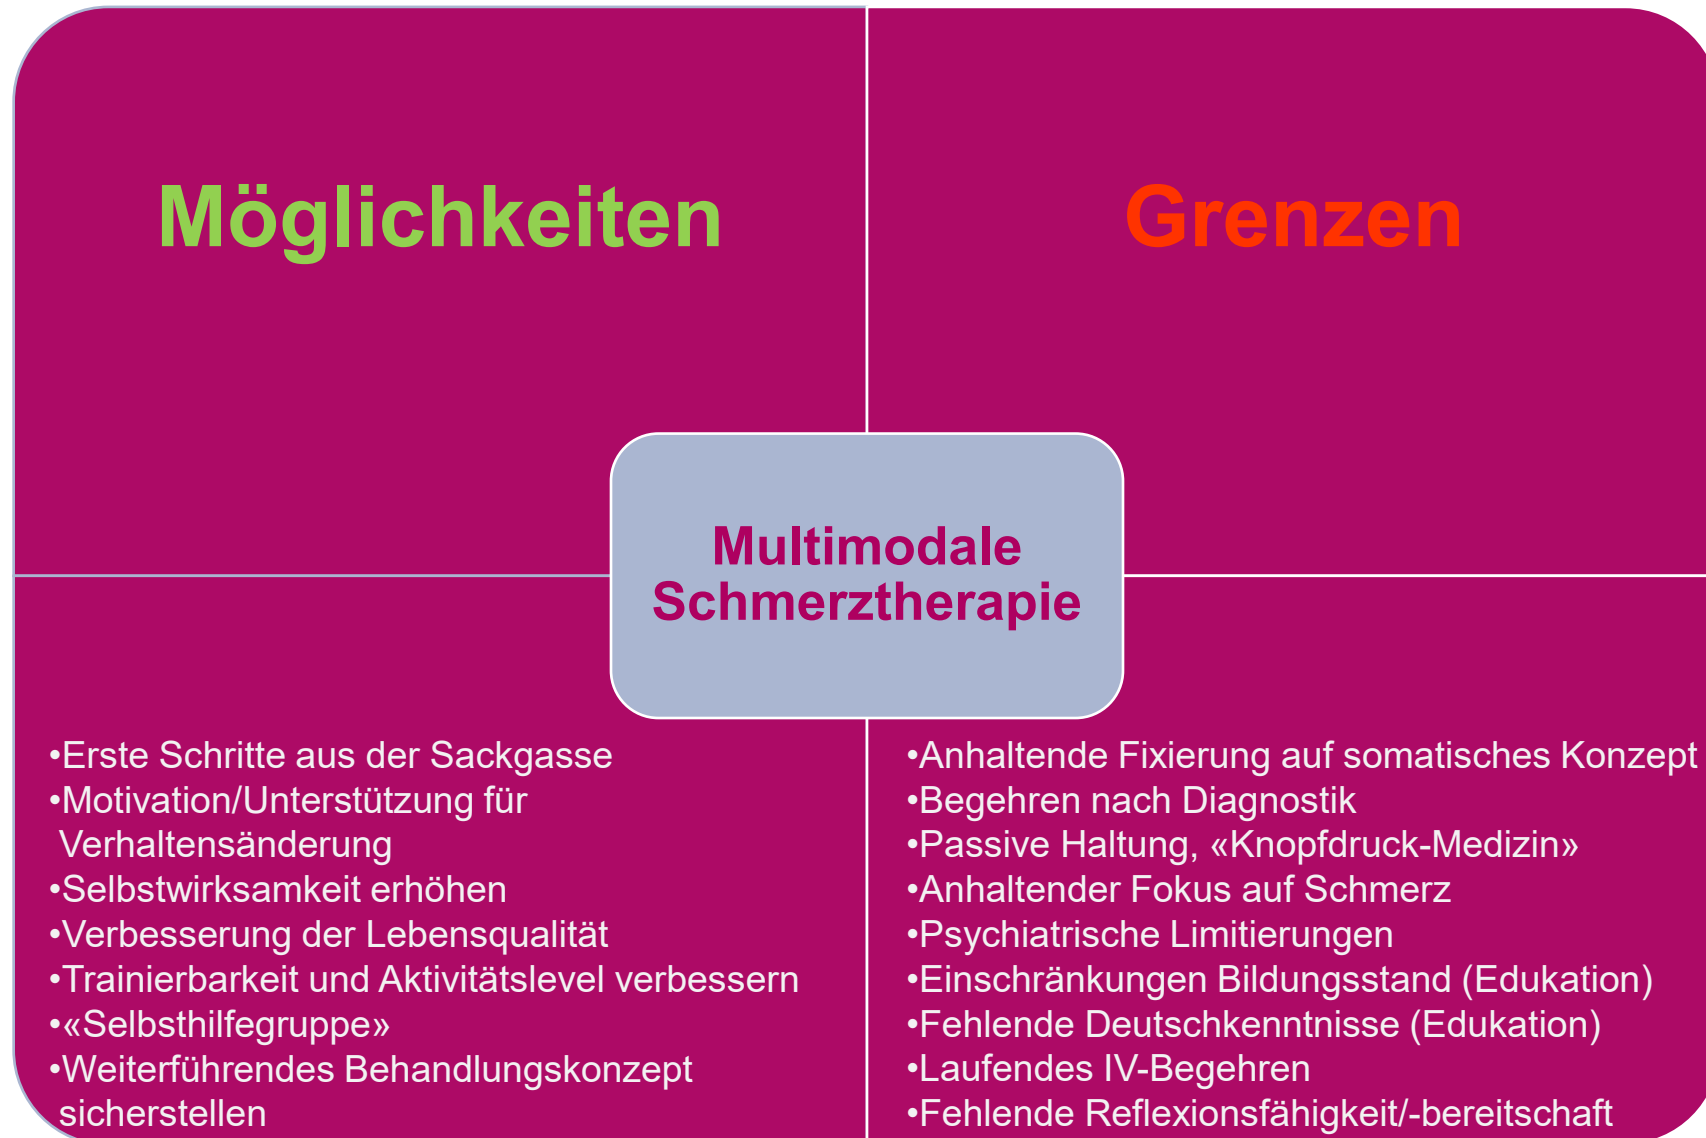 Möglichkeiten
Grenzen
Multimodale
Schmerztherapie
•Erste Schritte aus der Sackgasse
•Motivation/Unterstützung für
Verhaltensänderung
•Selbstwirksamkeit erhöhen
•Verbesserung der Lebensqualität
•Trainierbarkeit und Aktivitätslevel verbessern
•«Selbsthilfegruppe»
•Weiterführendes Behandlungskonzept
sicherstellen
•Anhaltende Fixierung auf somatisches Konzept
•Begehren nach Diagnostik
•Passive Haltung, «Knopfdruck-Medizin»
•Anhaltender Fokus auf Schmerz
•Psychiatrische Limitierungen
•Einschränkungen Bildungsstand (Edukation)
•Fehlende Deutschkenntnisse (Edukation)
•Laufendes IV-Begehren
•Fehlende Reflexionsfähigkeit/-bereitschaft